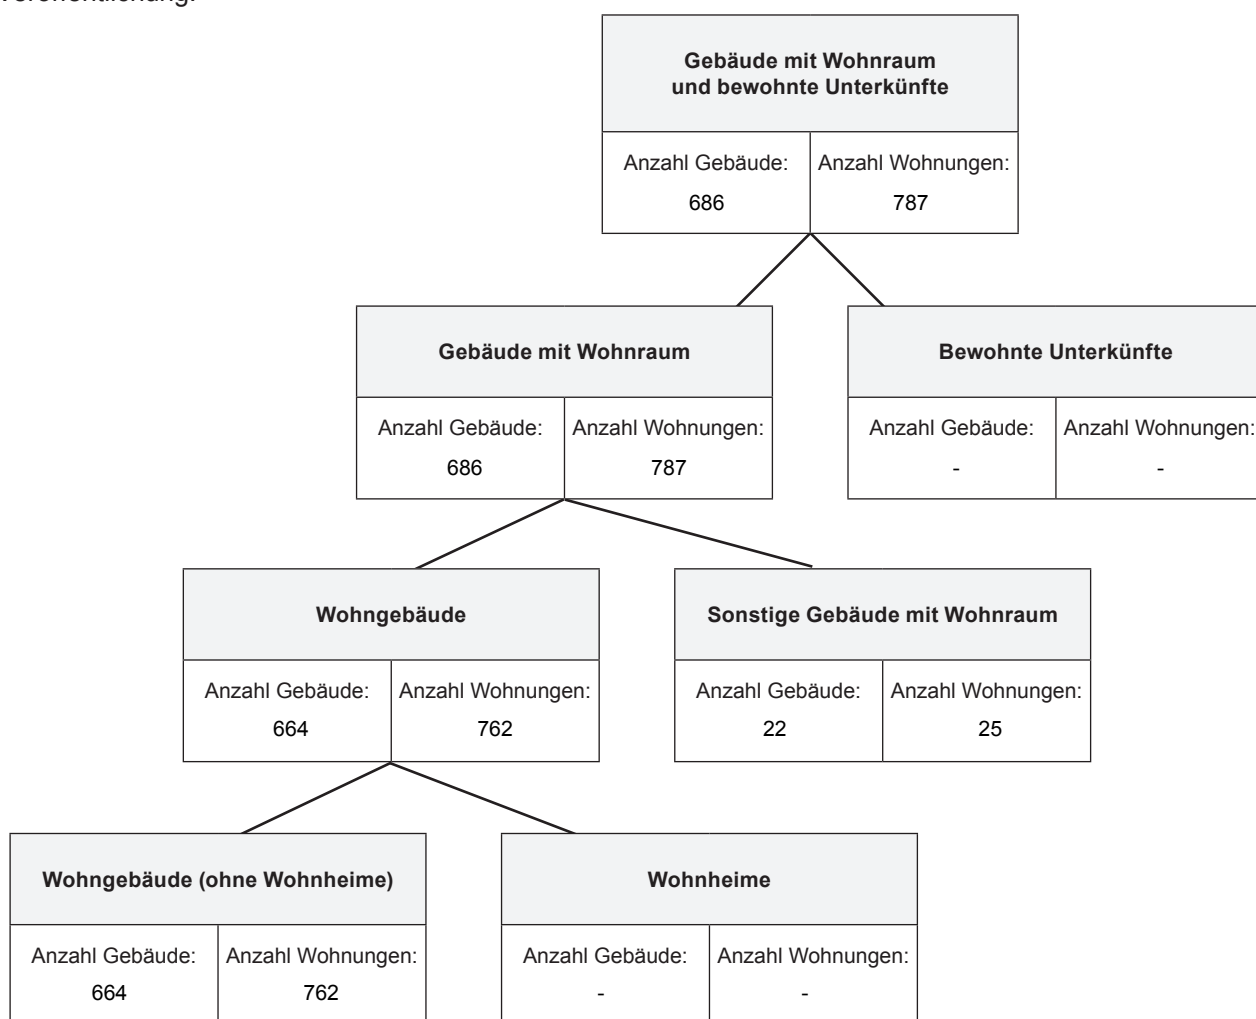 Veröffentlichung.
Gebäude mit Wohnraum
und bewohnte Unterkünfte
Anzahl Gebäude: Anzahl Wohnungen:
686 787
Gebäude mit Wohnraum
Anzahl Gebäude: Anzahl Wohnungen:
686 787
Bewohnte Unterkünfte
Anzahl Gebäude: Anzahl Wohnungen:
- -
Wohngebäude
Anzahl Gebäude: Anzahl Wohnungen:
664 762
Sonstige Gebäude mit Wohnraum
Anzahl Gebäude: Anzahl Wohnungen:
22 25
Wohngebäude (ohne Wohnheime)
Anzahl Gebäude: Anzahl Wohnungen:
664 762
Wohnheime
Anzahl Gebäude: Anzahl Wohnungen:
- -